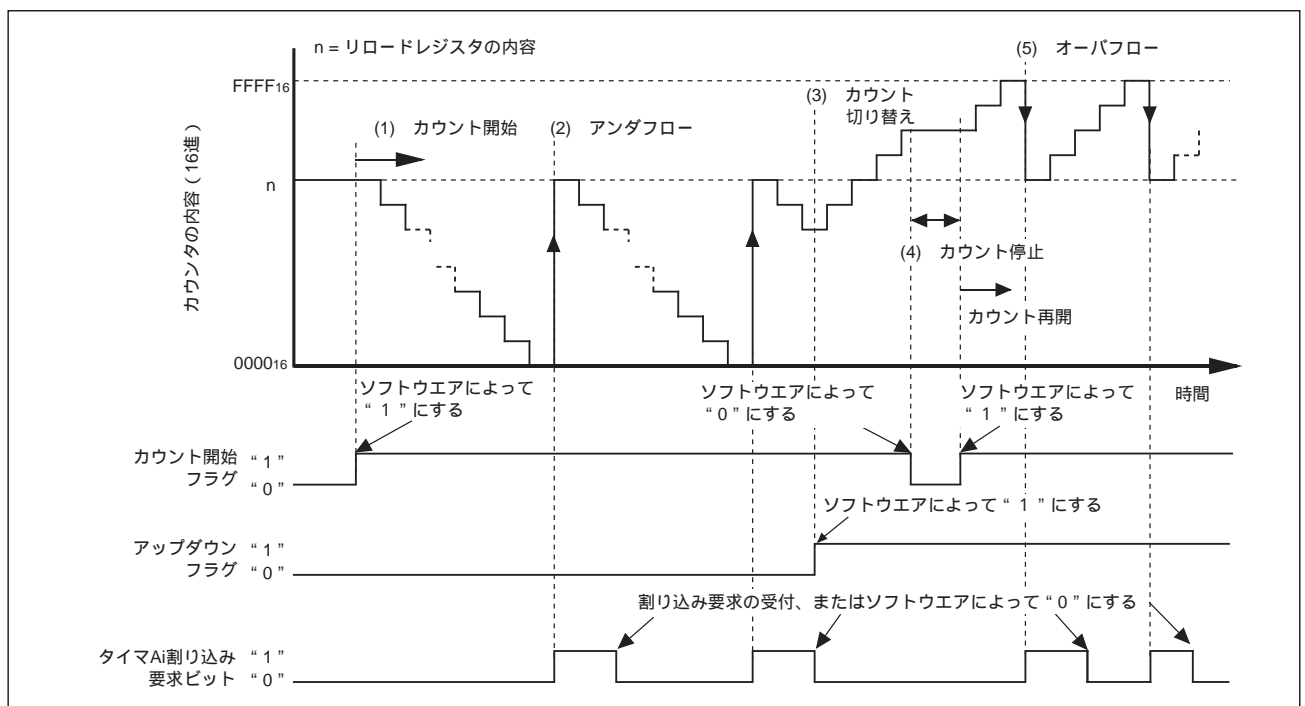 n = リロードレジスタの内容
(5) オーバフロー
FFFF16
(3) カウント
切り替え
(1) カウント開始
(2) アンダフロー
カウンタの内容（16進）
n
(4) カウント停止
カウント再開
000016
時間
ソフトウエアによって
“ 1 ” にする
ソフトウエアによって
“ 0 ” にする
ソフトウエアによって
“ 1 ” にする
カウント開始 “ 1 ”
フラグ “ 0 ”
ソフトウエアによって “ 1 ” にする
アップダウン “ 1 ”
フラグ “ 0 ”
割り込み要求の受付、またはソフトウエアによって “ 0 ” にする
タイマAi割り込み “ 1 ”
要求ビット “ 0 ”